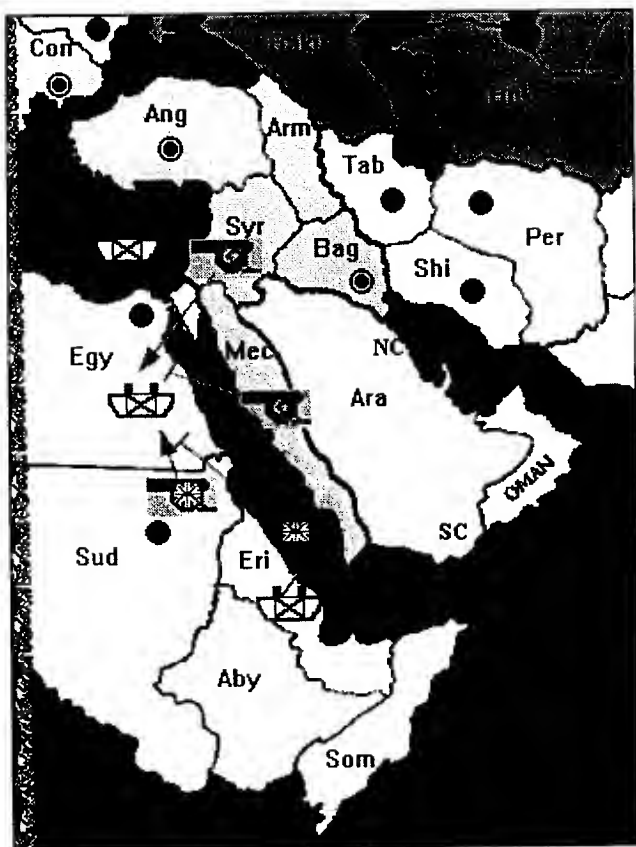 Con
Ang
Arm
Tab
Syr
Bag
Per
Shi
Mec
NC
Egy
Ara
OMAN
SC
Sud
Eri
Aby
Som